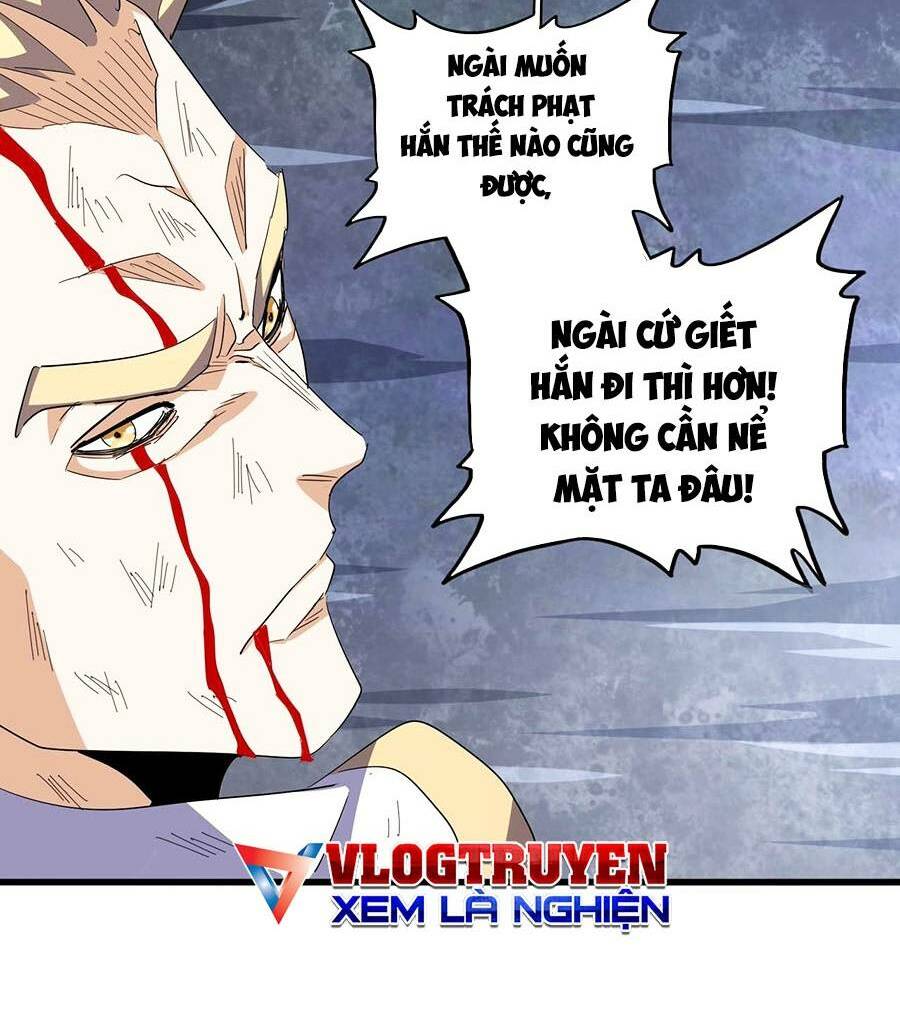 NGÀI MUỐN
TRÁCH PHẠT
HẮN THẾ NÀO CŨNG
ĐƯỢC,
NGÀI CỨ GIẾT
HẮN ĐI THÌ HƠN!
KHÔNG CẦN NỂ
MẶT TA ĐÂU!
VLOGTRUYEN
XEM LÀ NGHIỆN